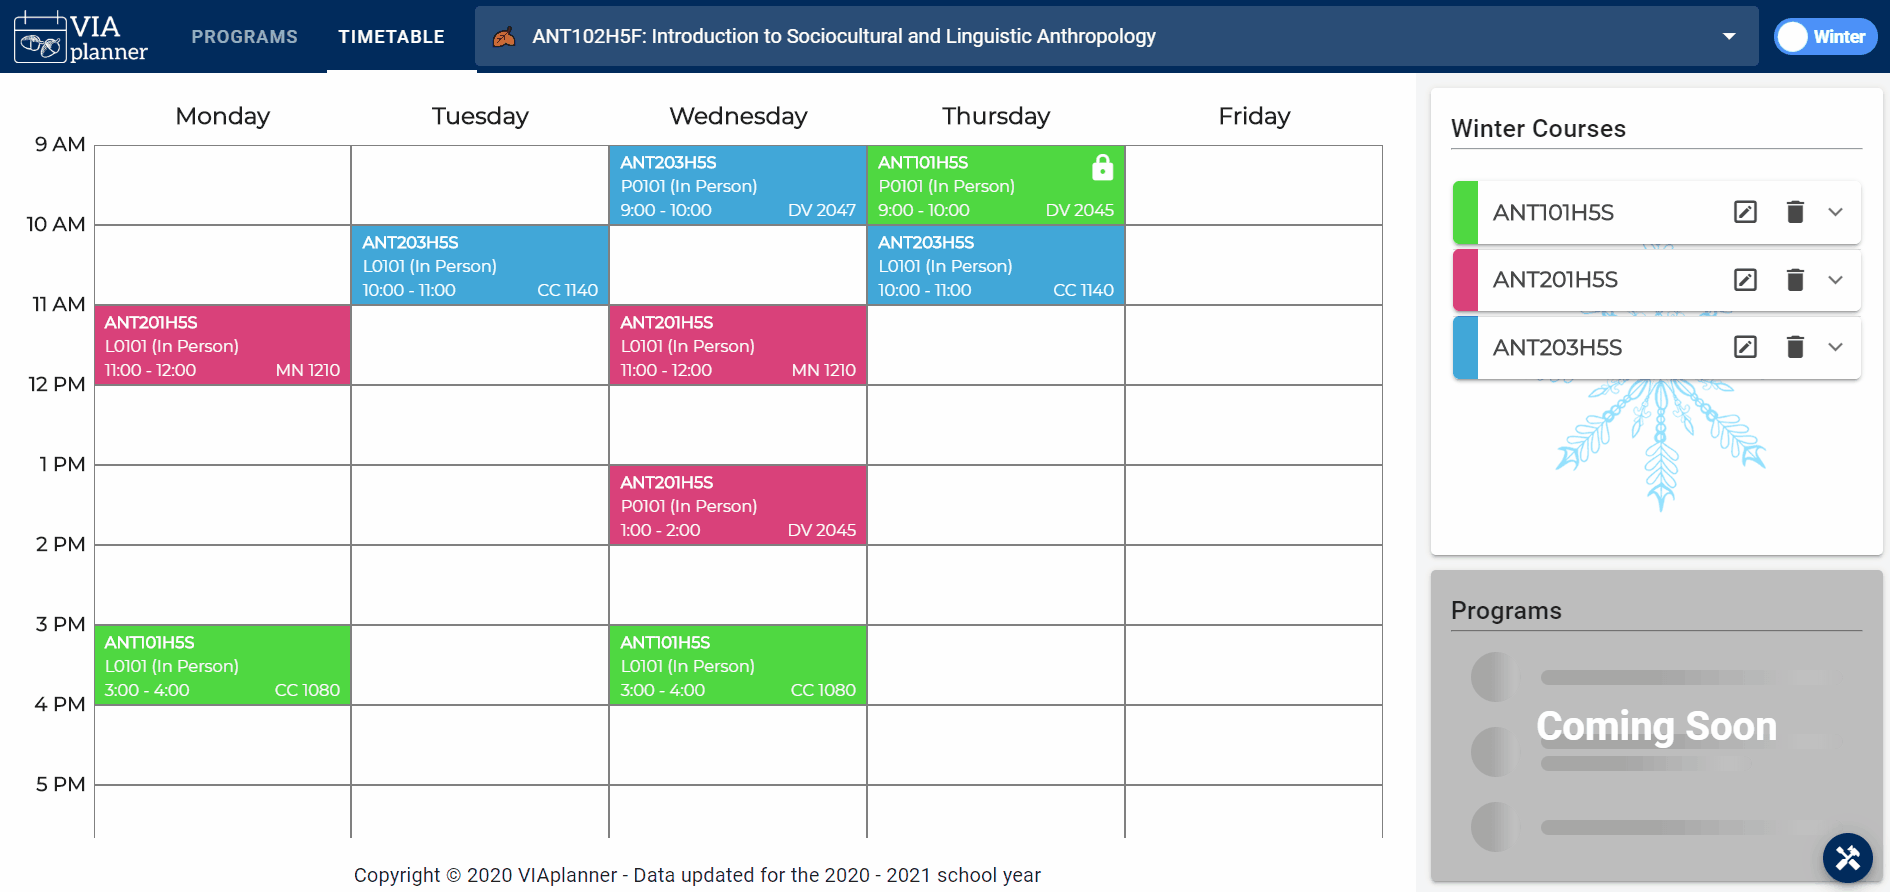 VIA
planner
PROGRAMS
TIMETABLE
ANT102H5F: Introduction to Sociocultural and Linguistic Anthropology
Winter
Monday
Tuesday
Wednesday
Thursday
Friday
9 AM
10 AM
11 AM
12 PM
1 PM
2 PM
3 PM
4 PM
5 PM
ANT203H5S
P0101 (In Person)
9:00 - 10:00 DV 2047
ANT101H5S
P0101 (In Person)
9:00 - 10:00 DV 2045
ANT203H5S
L0101 (In Person)
10:00 - 11:00 CC 1140
ANT203H5S
L0101 (In Person)
10:00 - 11:00 CC 1140
ANT201H5S
L0101 (In Person)
11:00 - 12:00 MN 1210
ANT201H5S
L0101 (In Person)
11:00 - 12:00 MN 1210
ANT201H5S
P0101 (In Person)
1:00 - 2:00 DV 2045
ANT101H5S
L0101 (In Person)
3:00 - 4:00 CC 1080
ANT101H5S
L0101 (In Person)
3:00 - 4:00 CC 1080
Winter Courses
ANT101H5S
ANT201H5S
ANT203H5S
Programs
Coming Soon
Copyright © 2020 VIAplanner - Data updated for the 2020 - 2021 school year